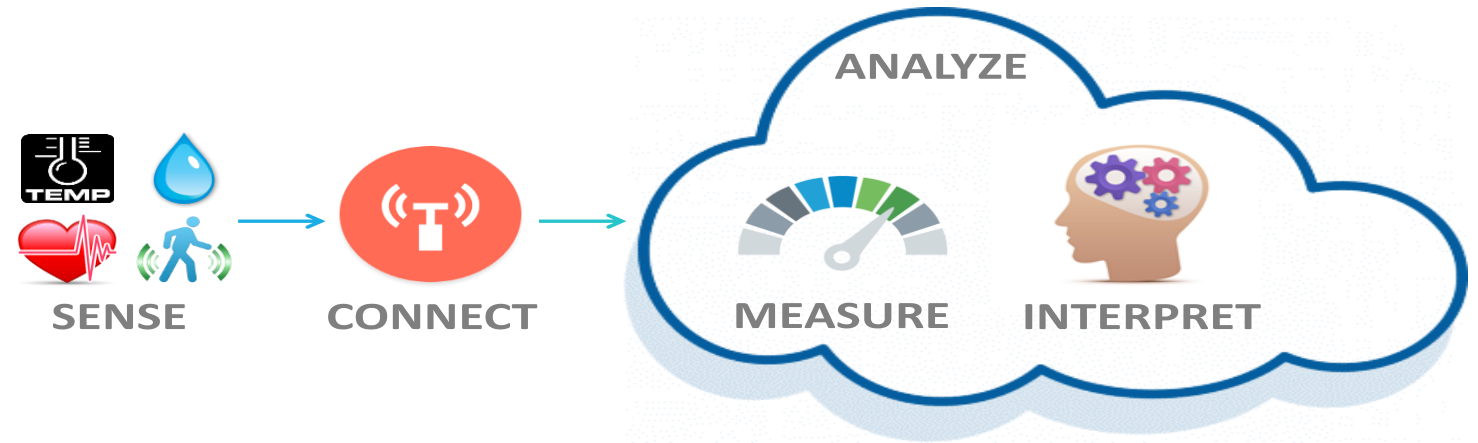 ANALYZE
TEMP
SENSE
CONNECT
MEASURE
INTERPRET